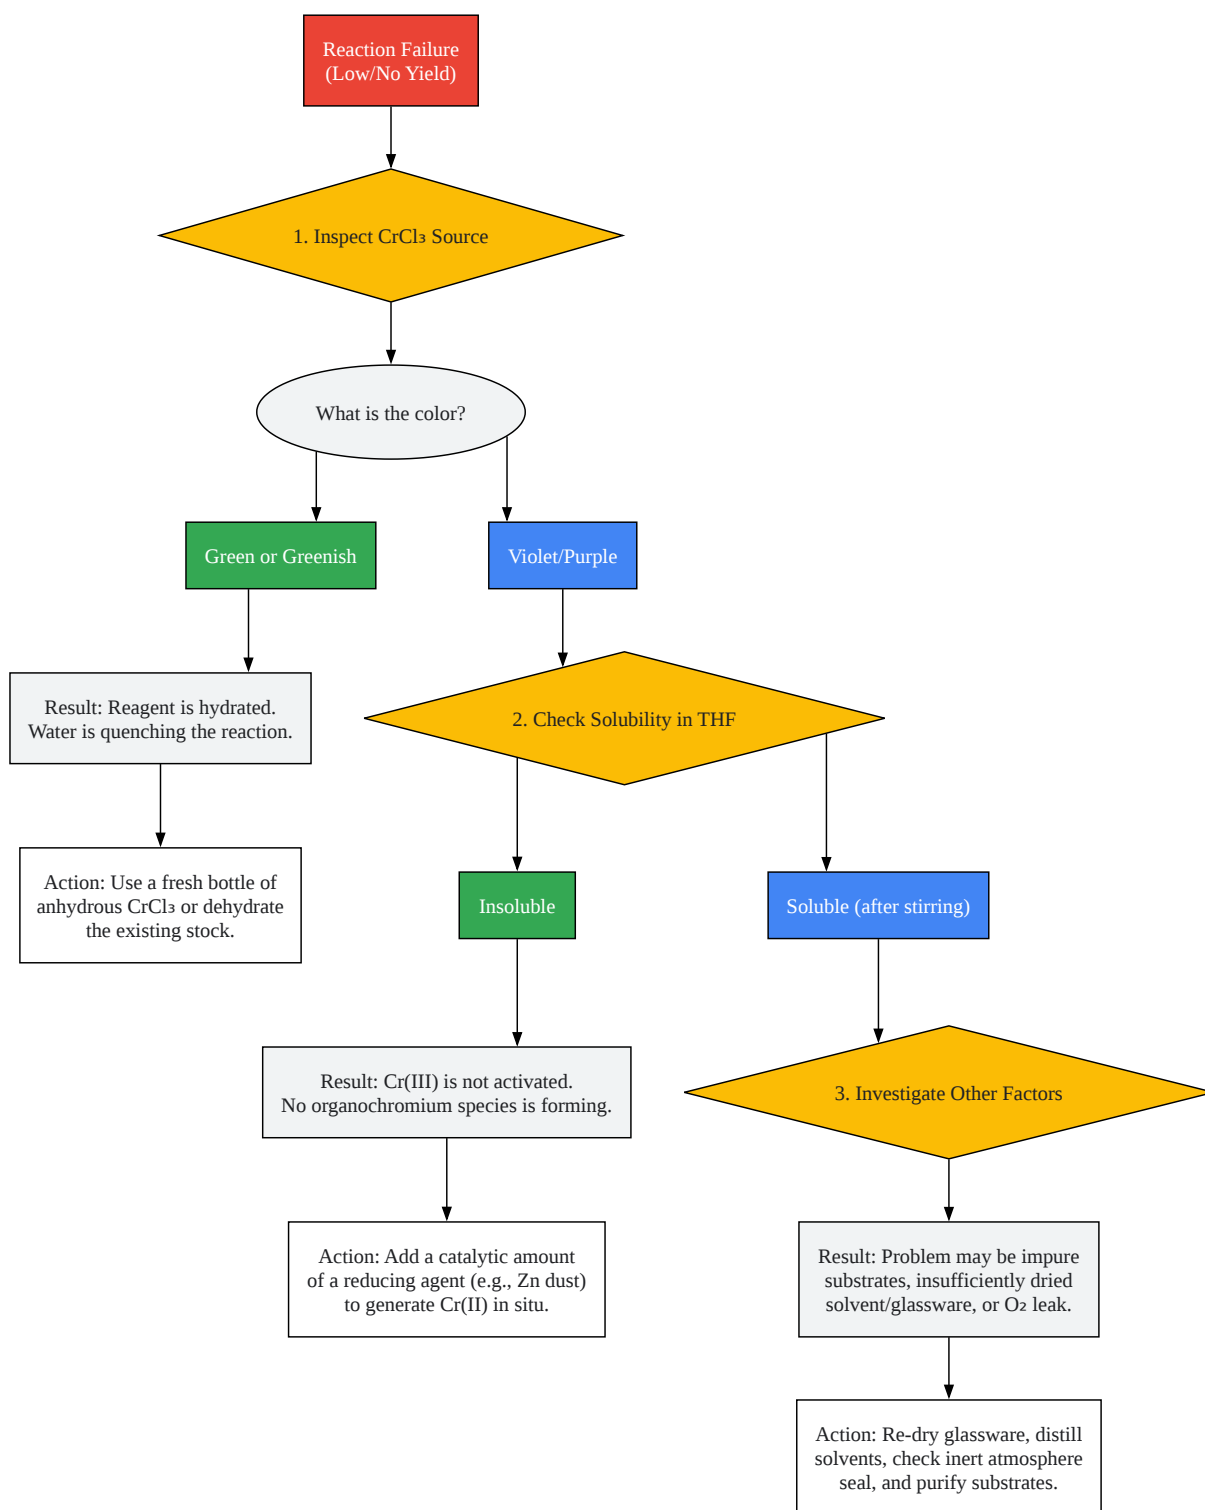 Reaction Failure
(Low/No Yield)
1. Inspect CrCl₃ Source
What is the color?
Green or Greenish
Violet/Purple
Result: Reagent is hydrated.
Water is quenching the reaction.
2. Check Solubility in THF
Action: Use a fresh bottle of
anhydrous CrCl₃ or dehydrate
the existing stock.
Insoluble
Soluble (after stirring)
Result: Cr(III) is not activated.
No organochromium species is forming.
3. Investigate Other Factors
Action: Add a catalytic amount
of a reducing agent (e.g., Zn dust)
to generate Cr(II) in situ.
Result: Problem may be impure
substrates, insufficiently dried
solvent/glassware, or O₂ leak.
Action: Re-dry glassware, distill
solvents, check inert atmosphere
seal, and purify substrates.